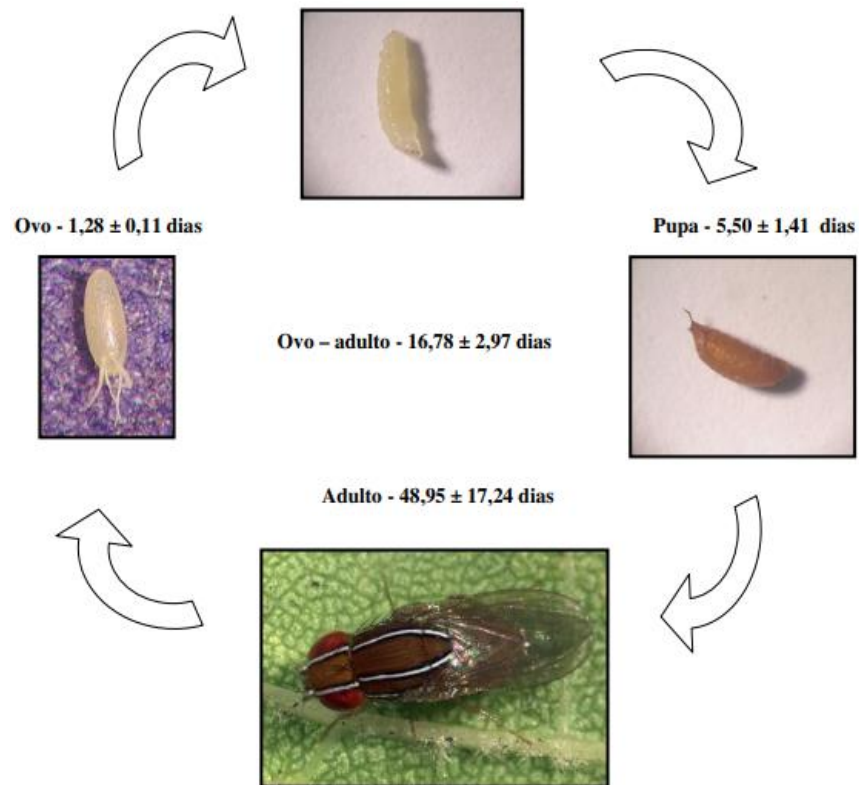 Ovo - 1,28 ± 0,11 dias
Pupa - 5,50 ± 1,41 dias
Ovo – adulto - 16,78 ± 2,97 dias
Adulto - 48,95 ± 17,24 dias